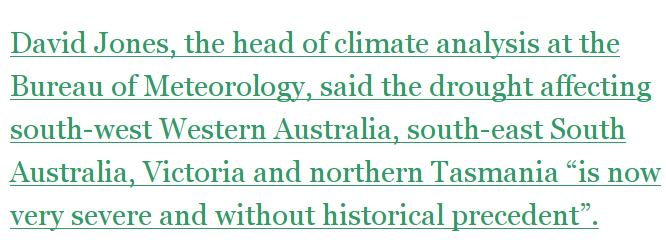 David Jones, the head of climate analysis at the
Bureau of Meteorology, said the drought affecting
south-west Western Australia, south-east South
Australia, Victoria and northern Tasmania “is now
very severe and without historical precedent”.